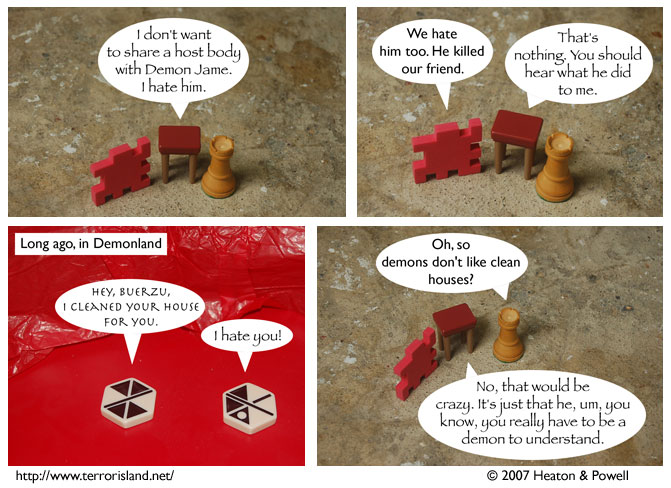 I don't want
to share a host body
with Demon Jame.
I hate him.
We hate
him too. He killed
our friend.
That's
nothing. You should
hear what he did
to me.
Long ago, in Demonland
HEY, BUERZU,
I CLEANED YOUR HOUSE
FOR YOU.
I hate you!
Oh, so
demons don't like clean
houses?
No, that would be
crazy. It's just that he, um, you
know, you really have to be a
demon to understand.
http://www.terrorisland.net/
© 2007 Heaton & Powell